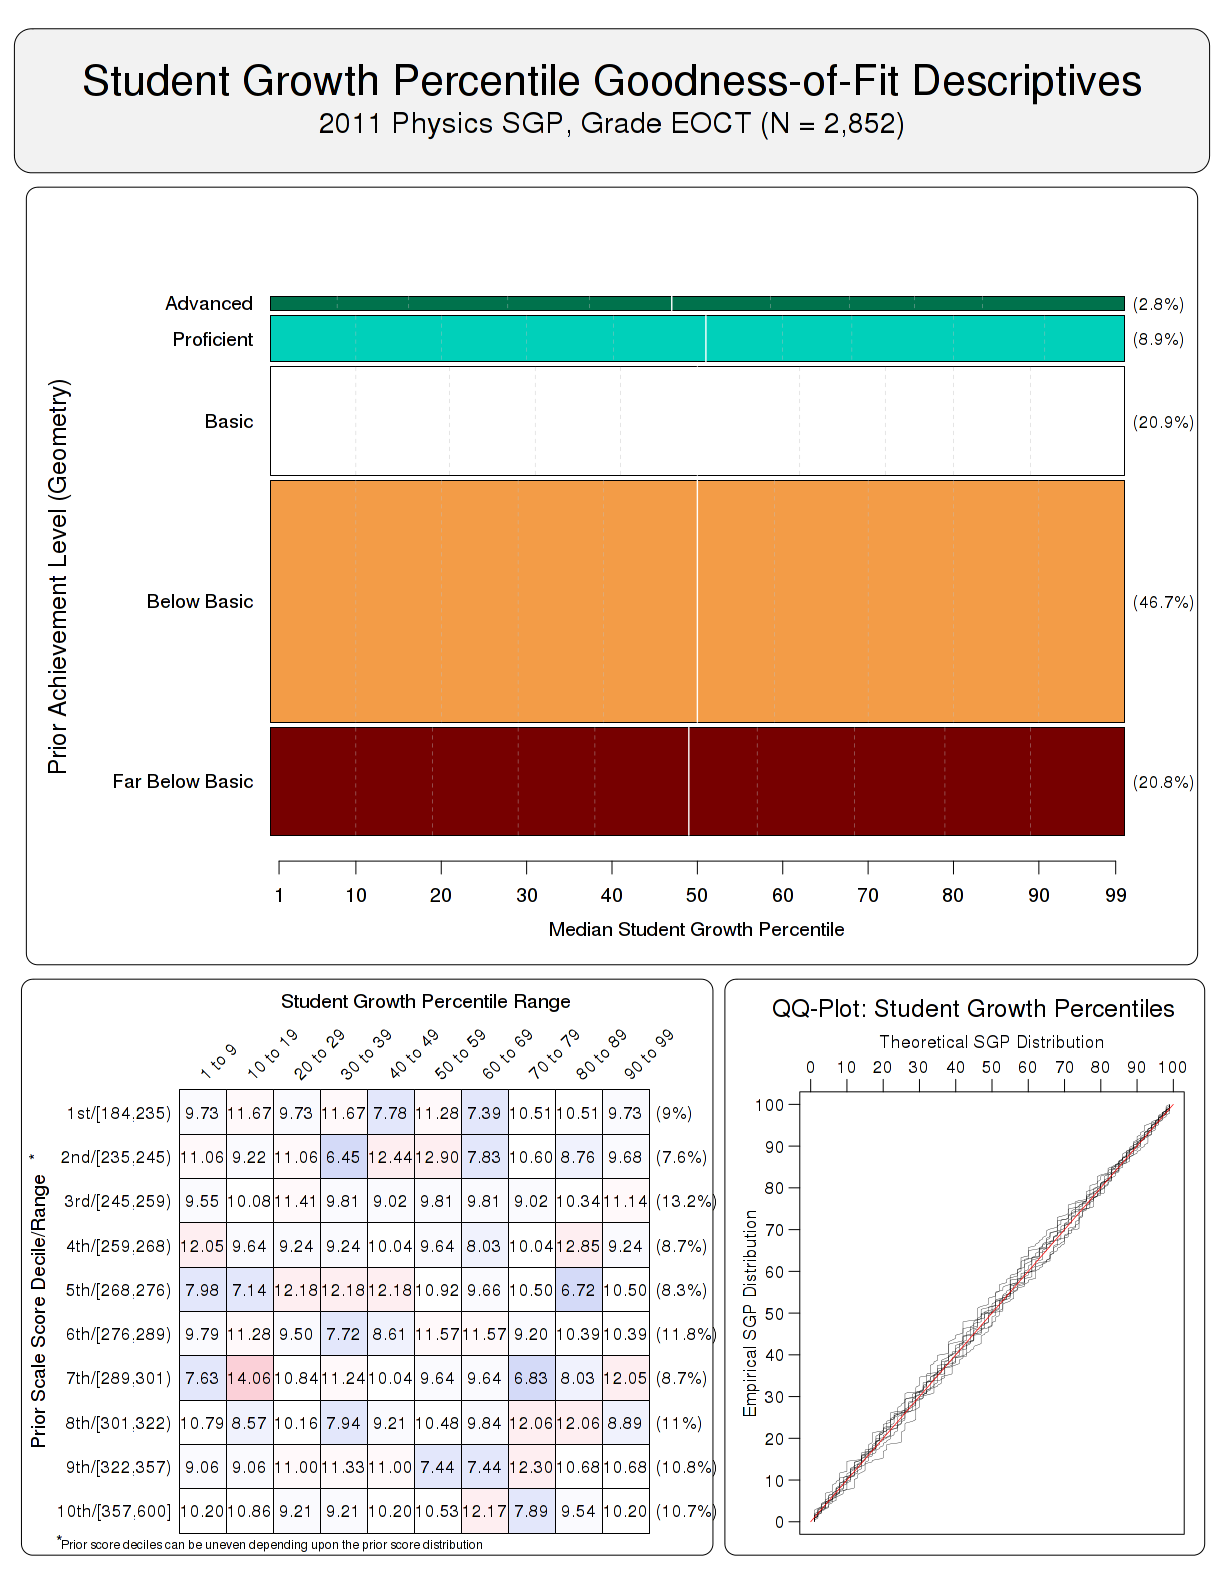 Student Growth Percentile Goodness-of-Fit Descriptives
2011 Physics SGP, Grade EOCT (N = 2,852)
Prior Achievement Level (Geometry)
Advanced (2.8%)
Proficient (8.9%)
Basic (20.9%)
Below Basic (46.7%)
Far Below Basic (20.8%)
1 10 20 30 40 50 60 70 80 90 99
Median Student Growth Percentile
Student Growth Percentile Range
1 to 9 10 to 19 20 to 29 30 to 39 40 to 49 50 to 59 60 to 69 70 to 79 80 to 89 90 to 99
Prior Scale Score Decile/Range *
1st/[184,235) 9.73 11.67 9.73 11.67 7.78 11.28 7.39 10.51 10.51 9.73 (9%)
2nd/[235,245) 11.06 9.22 11.06 6.45 12.44 12.90 7.83 10.60 8.76 9.68 (7.6%)
3rd/[245,259) 9.55 10.08 11.41 9.81 9.02 9.81 9.81 9.02 10.34 11.14 (13.2%)
4th/[259,268) 12.05 9.64 9.24 9.24 10.04 9.64 8.03 10.04 12.85 9.24 (8.7%)
5th/[268,276) 7.98 7.14 12.18 12.18 12.18 10.92 9.66 10.50 6.72 10.50 (8.3%)
6th/[276,289) 9.79 11.28 9.50 7.72 8.61 11.57 11.57 9.20 10.39 10.39 (11.8%)
7th/[289,301) 7.63 14.06 10.84 11.24 10.04 9.64 9.64 6.83 8.03 12.05 (8.7%)
8th/[301,322) 10.79 8.57 10.16 7.94 9.21 10.48 9.84 12.06 12.06 8.89 (11%)
9th/[322,357) 9.06 9.06 11.00 11.33 11.00 7.44 7.44 12.30 10.68 10.68 (10.8%)
10th/[357,600] 10.20 10.86 9.21 9.21 10.20 10.53 12.17 7.89 9.54 10.20 (10.7%)
*Prior score deciles can be uneven depending upon the prior score distribution
QQ-Plot: Student Growth Percentiles
Theoretical SGP Distribution
0 10 20 30 40 50 60 70 80 90 100
Empirical SGP Distribution
100
90
80
70
60
50
40
30
20
10
0